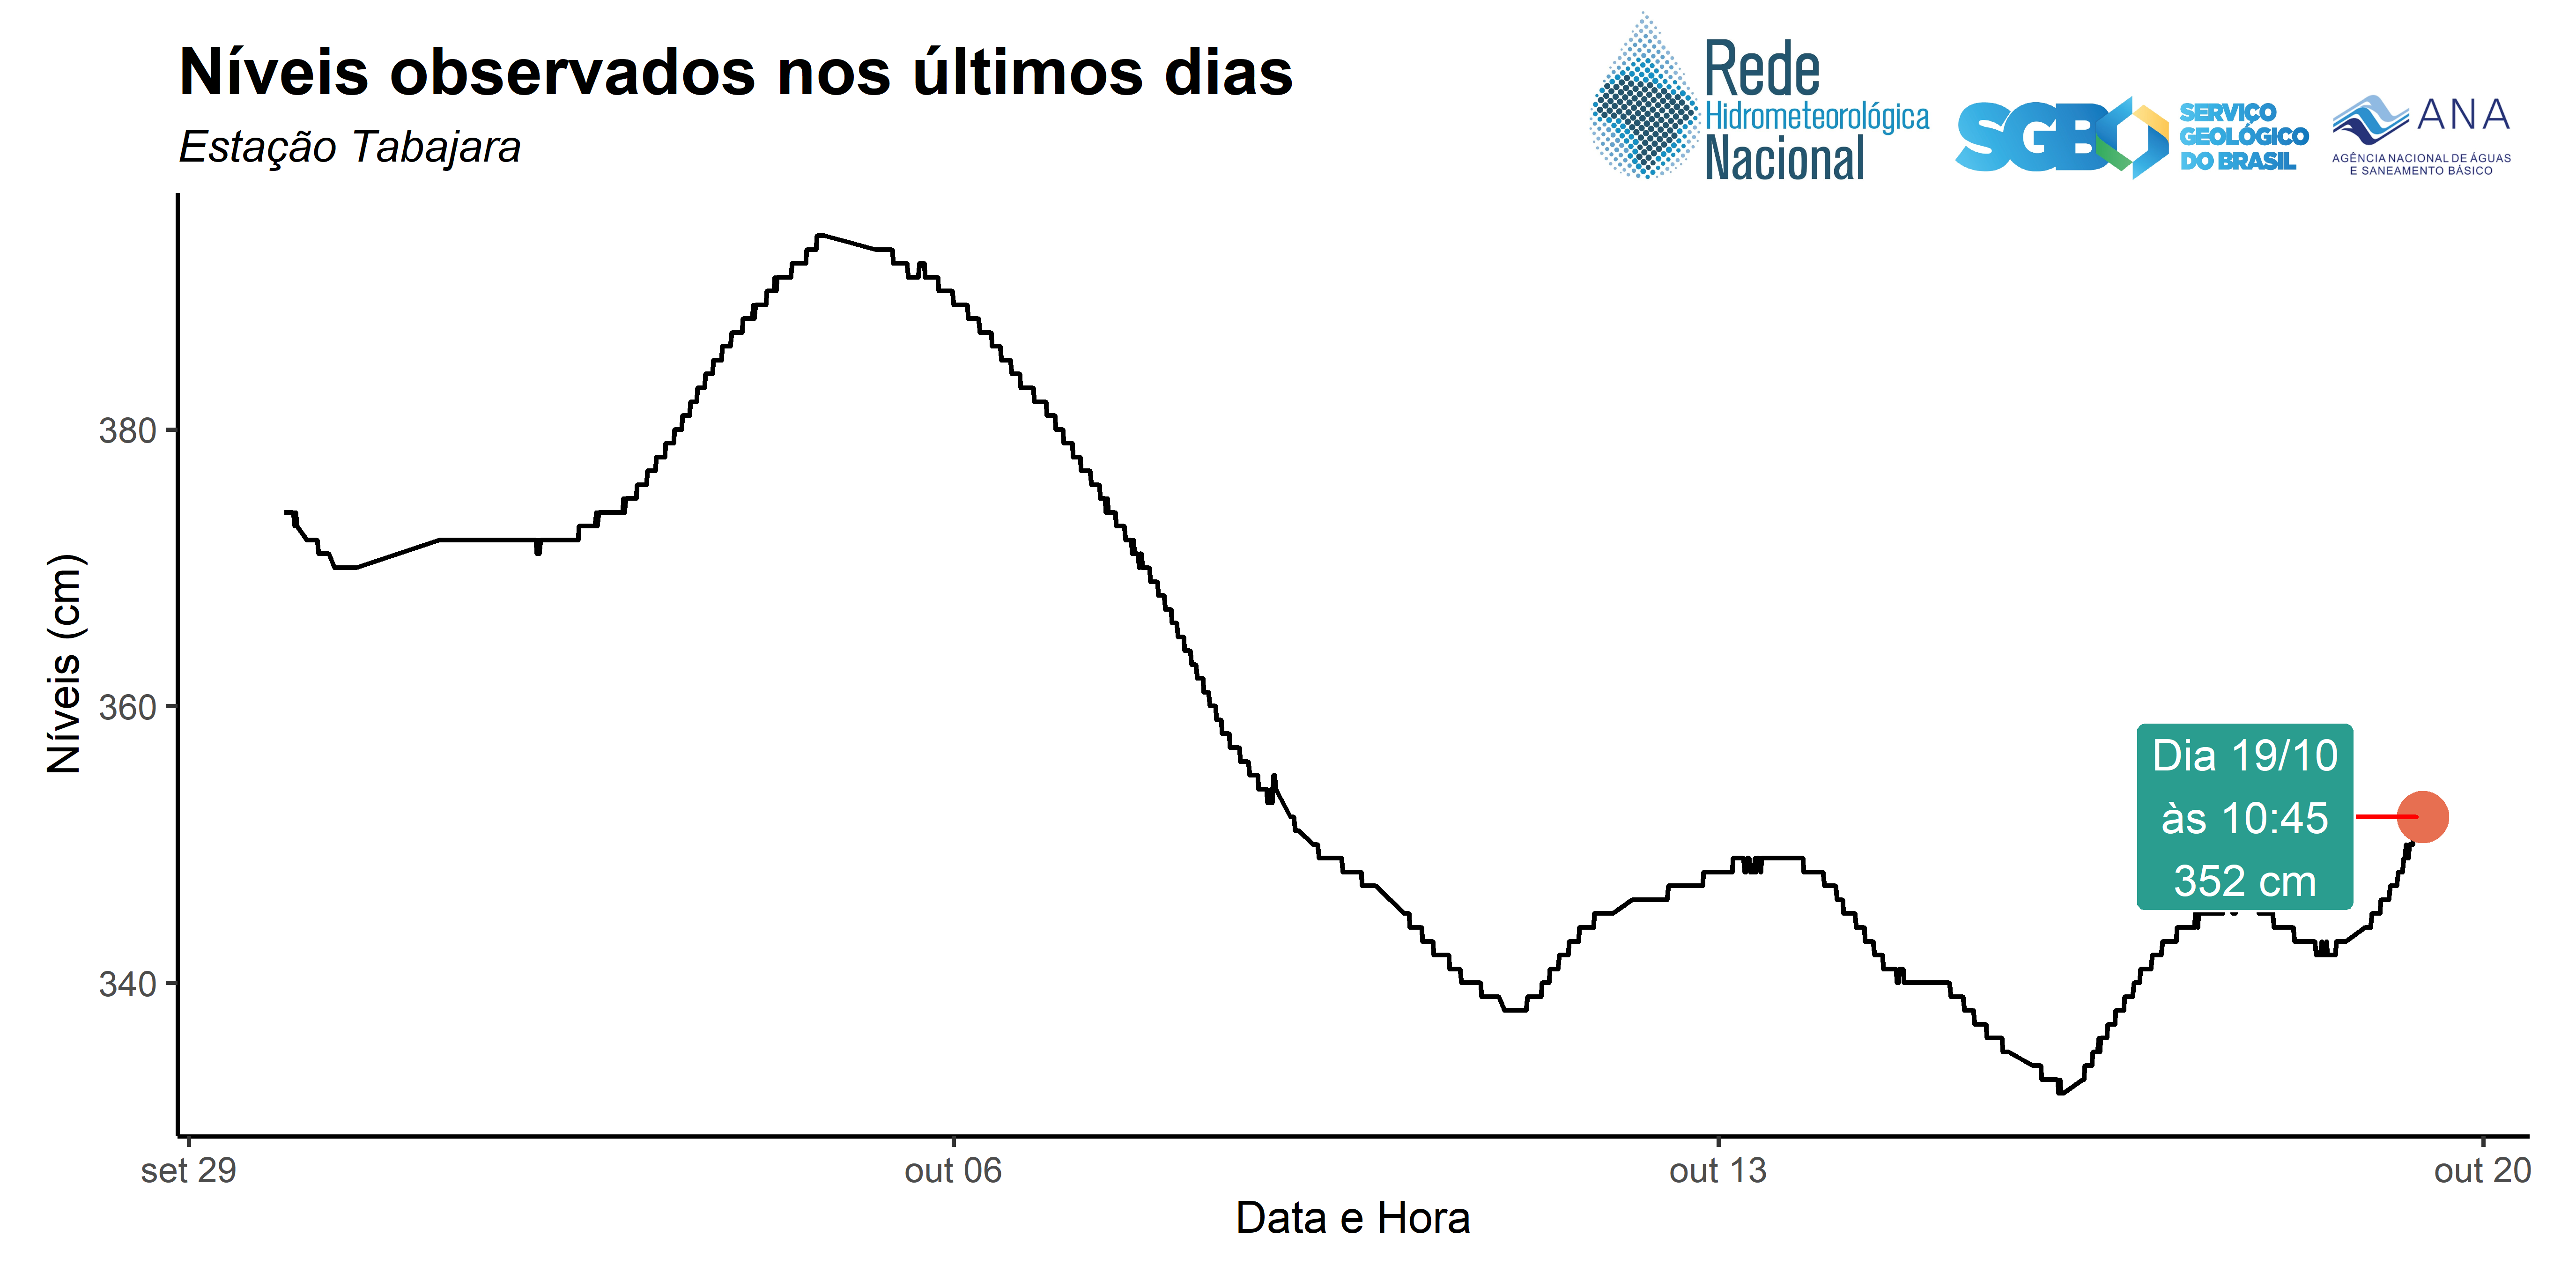 Níveis observados nos últimos dias
Estação Tabajara
Rede
Hidrometeorológica
Nacional
SGB
SERVIÇO
GEOLÓGICO
DO BRASIL
ANA
AGÊNCIA NACIONAL DE ÁGUAS
E SANEAMENTO BÁSICO
Níveis (cm)
380
360
340
Dia 19/10
às 10:45
352 cm
set 29
out 06
out 13
out 20
Data e Hora